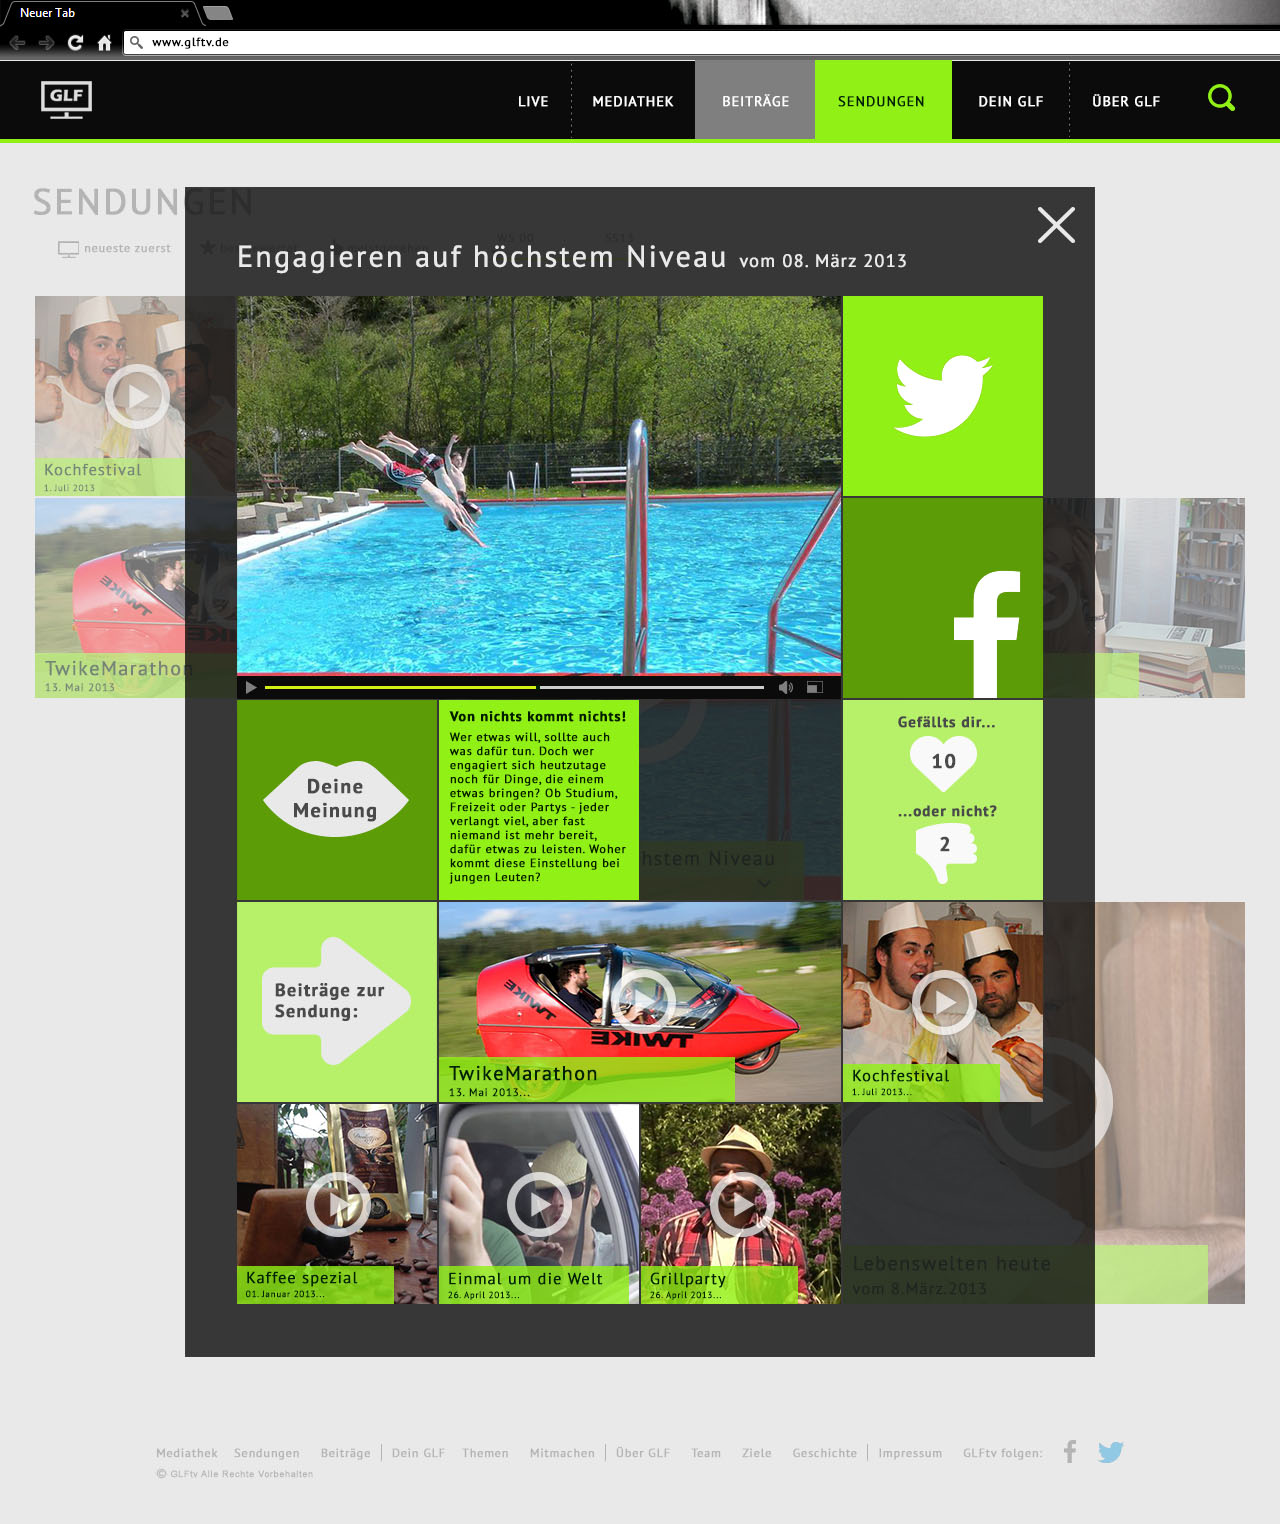 Neuer Tab
www.glftv.de
GLF
LIVE
MEDIATHEK
BEITRÄGE
SENDUNGEN
DEIN GLF
ÜBER GLF
SENDUNGEN
neueste zuerst
Engagieren auf höchstem Niveau vom 08. März 2013
Kochfestival
1. Juli 2013
TwikeMarathon
13. Mai 2013
TWIKE
Deine
Meinung
Von nichts kommt nichts!
Wer etwas will, sollte auch
was dafür tun. Doch wer
engagiert sich heutzutage
noch für Dinge, die einem
etwas bringen? Ob Studium,
Freizeit oder Partys - jeder
verlangt viel, aber fast
niemand ist mehr bereit,
dafür etwas zu leisten. Woher
kommt diese Einstellung bei
jungen Leuten?
chstem Niveau
Gefällts dir...
10
...oder nicht?
2
Beiträge zur
Sendung:
TWIKE
TWIKE
TwikeMarathon
13. Mai 2013...
Kochfestival
1. Juli 2013...
Kaffee spezial
01. Januar 2013...
Einmal um die Welt
26. April 2013...
Grillparty
26. April 2013...
Lebenswelten heute
vom 8.März.2013
Mediathek Sendungen Beiträge Dein GLF Themen Mitmachen Über GLF Team Ziele Geschichte Impressum GLFtv folgen:
© GLFtv Alle Rechte Vorbehalten